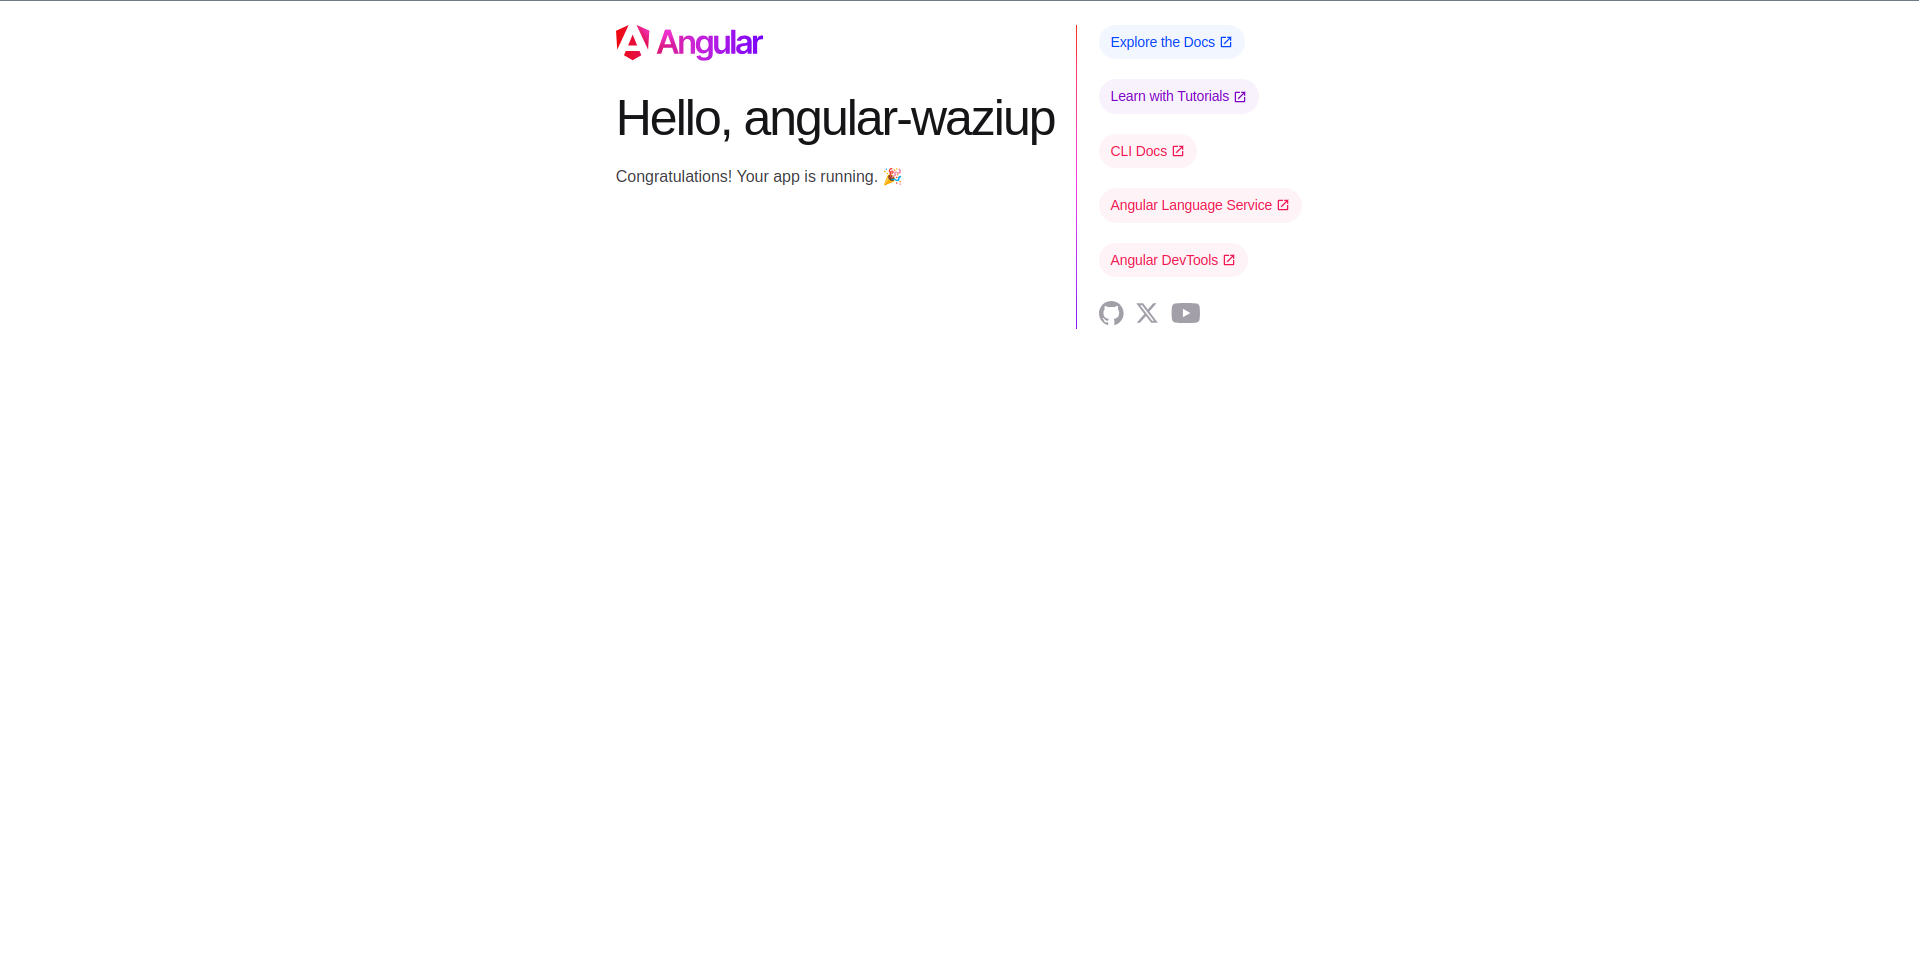 Angular
Hello, angular-waziup
Congratulations! Your app is running. 🎉
Explore the Docs
Learn with Tutorials
CLI Docs
Angular Language Service
Angular DevTools